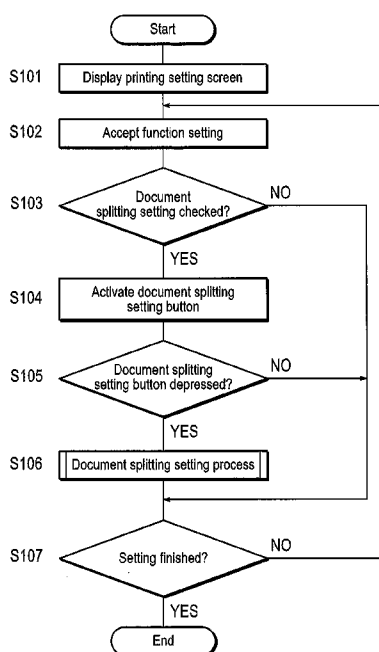 Start
S101
Display printing setting screen
S102
Accept function setting
S103
Document
splitting setting checked?
NO
YES
S104
Activate document splitting
setting button
S105
Document splitting
setting button depressed?
NO
YES
S106
Document splitting setting process
S107
Setting finished?
NO
YES
End